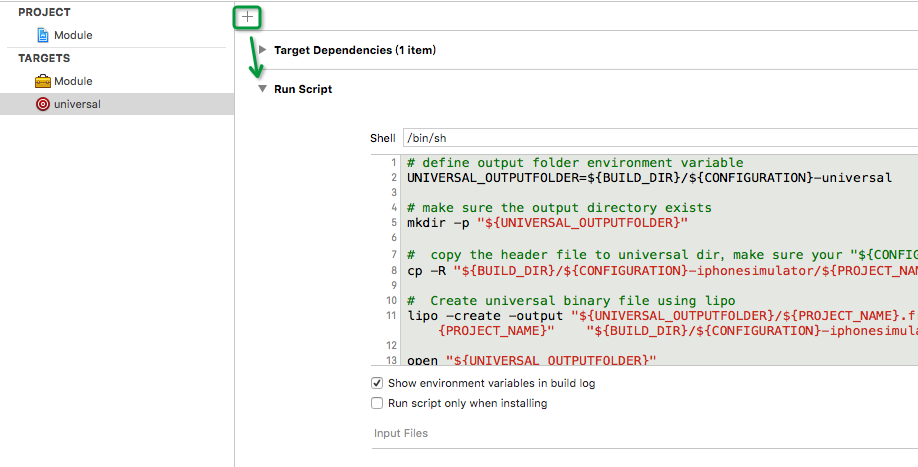 PROJECT
Module
TARGETS
Module
universal
+
Target Dependencies (1 item)
Run Script
Shell /bin/sh
1 # define output folder environment variable
2 UNIVERSAL_OUTPUTFOLDER=${BUILD_DIR}/${CONFIGURATION}-universal
3
4 # make sure the output directory exists
5 mkdir -p "${UNIVERSAL_OUTPUTFOLDER}"
6
7 #  copy the header file to universal dir, make sure your "${CONFIG
8 cp -R "${BUILD_DIR}/${CONFIGURATION}-iphonesimulator/${PROJECT_NAM
9
10 #  Create universal binary file using lipo
11 lipo -create -output "${UNIVERSAL_OUTPUTFOLDER}/${PROJECT_NAME}.f
{PROJECT_NAME}"    "${BUILD_DIR}/${CONFIGURATION}-iphonesimula
12
13 open "${UNIVERSAL_OUTPUTFOLDER}"
Show environment variables in build log
Run script only when installing
Input Files